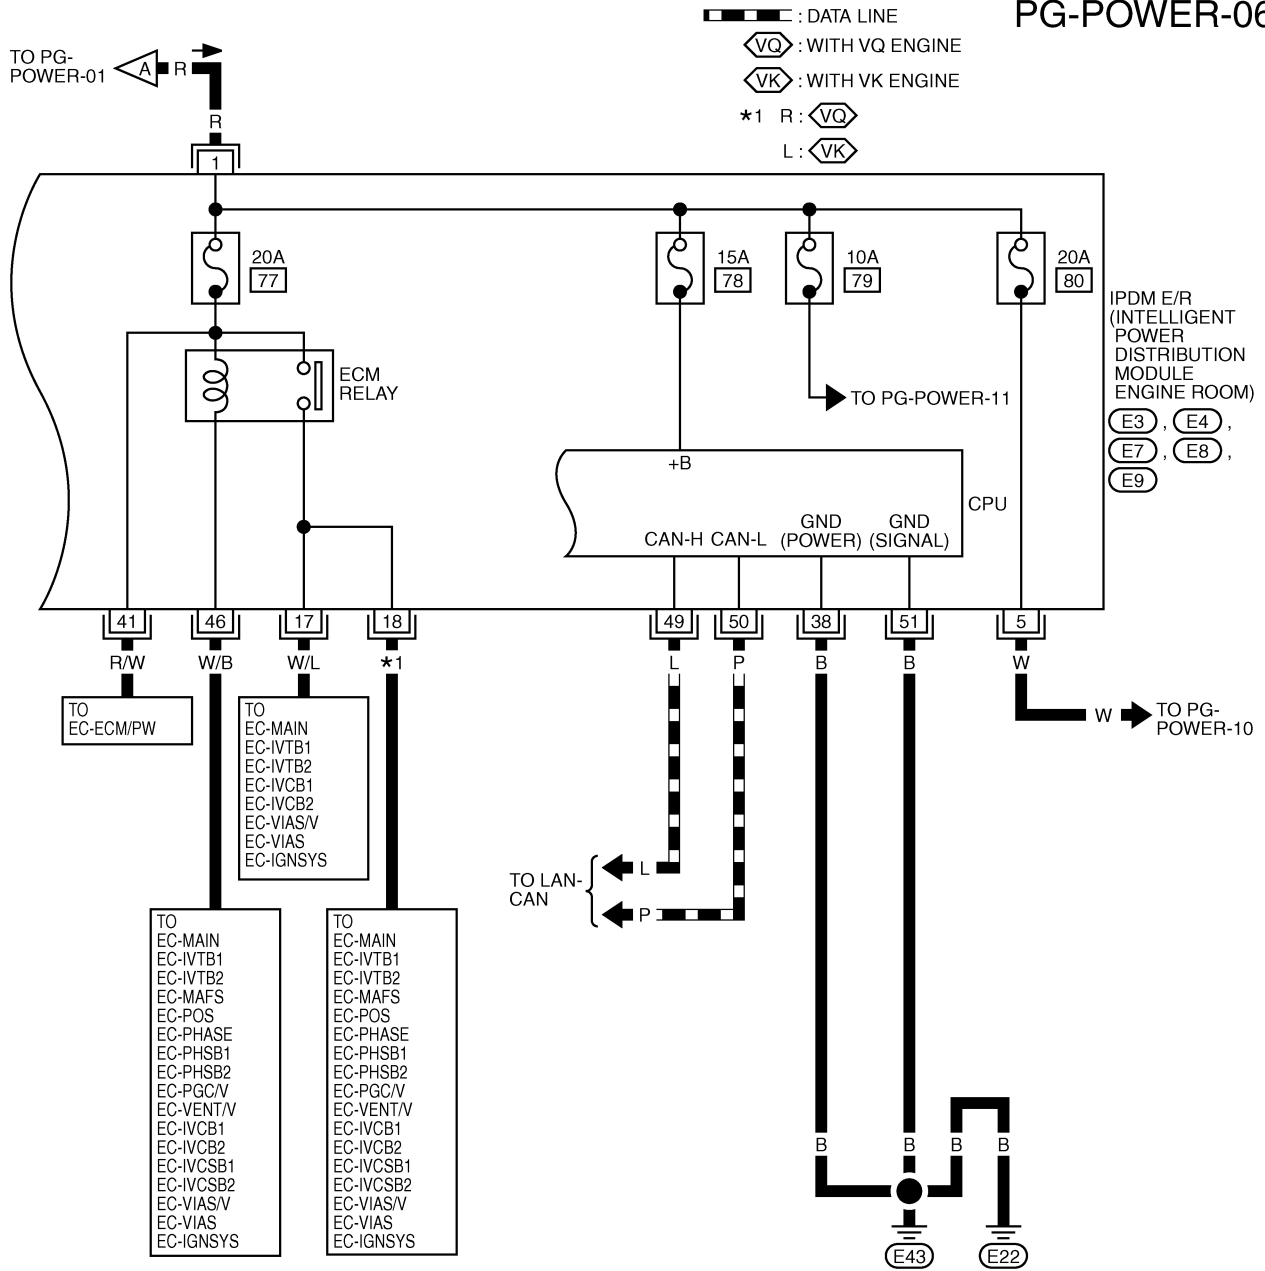 PG-POWER-06
: DATA LINE
VQ : WITH VQ ENGINE
VK : WITH VK ENGINE
*1 R : VQ
L : VK
TO PG-
POWER-01
A
R
R
1
20A
77
15A
78
10A
79
20A
80
IPDM E/R
(INTELLIGENT
POWER
DISTRIBUTION
MODULE
ENGINE ROOM)
E3 , E4 ,
E7 , E8 ,
E9
ECM
RELAY
TO PG-POWER-11
+B
CPU
CAN-H CAN-L
GND
(POWER)
GND
(SIGNAL)
41 46 17 18 49 50 38 51 5
R/W W/B W/L *1 L P B B W
TO
EC-ECM/PW
TO
EC-MAIN
EC-IVTB1
EC-IVTB2
EC-IVCB1
EC-IVCB2
EC-VIAS/V
EC-VIAS
EC-IGNSYS
W
TO PG-
POWER-10
TO LAN-
CAN
L
P
TO
EC-MAIN
EC-IVTB1
EC-IVTB2
EC-MAFS
EC-POS
EC-PHASE
EC-PHSB1
EC-PHSB2
EC-PGC/V
EC-VENT/V
EC-IVCB1
EC-IVCB2
EC-IVCSB1
EC-IVCSB2
EC-VIAS/V
EC-VIAS
EC-IGNSYS
TO
EC-MAIN
EC-IVTB1
EC-IVTB2
EC-MAFS
EC-POS
EC-PHASE
EC-PHSB1
EC-PHSB2
EC-PGC/V
EC-VENT/V
EC-IVCB1
EC-IVCB2
EC-IVCSB1
EC-IVCSB2
EC-VIAS/V
EC-VIAS
EC-IGNSYS
B B B B
E43 E22